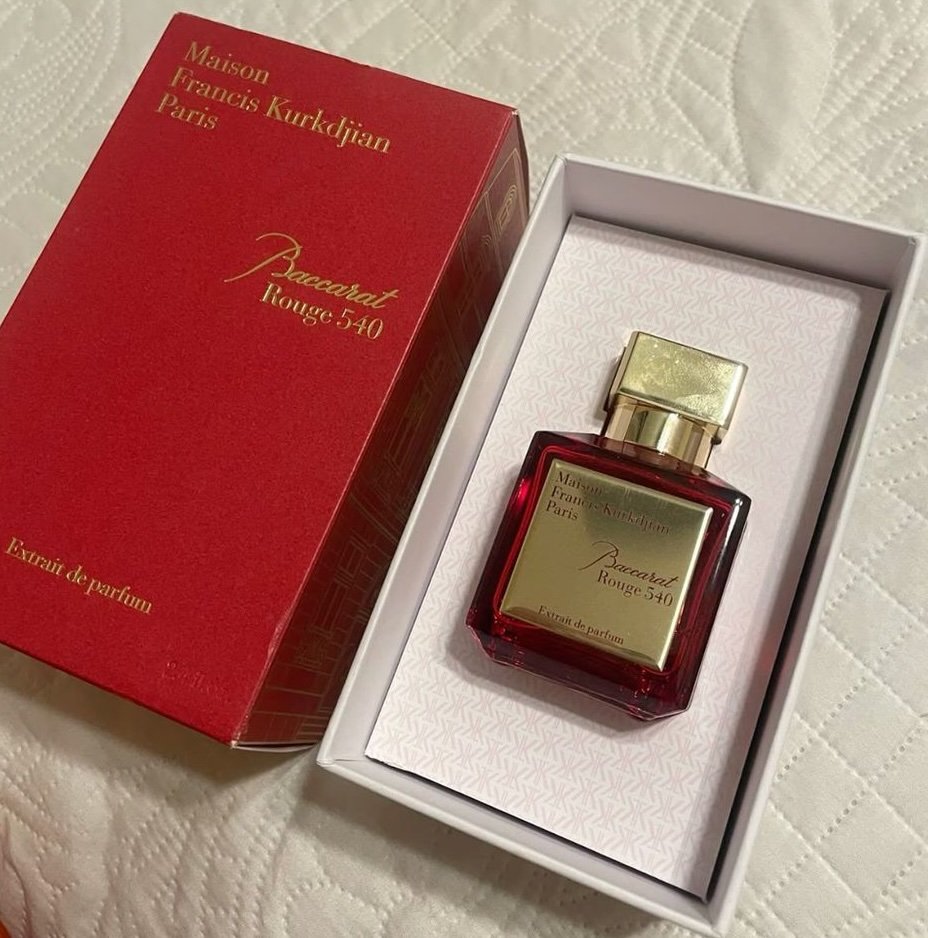 Maison
Francis Kurkdjian
Paris
Baccarat
Rouge 540
Extrait de parfum
Maison
Francis Kurkdjian
Paris
Baccarat
Rouge 540
Extrait de parfum